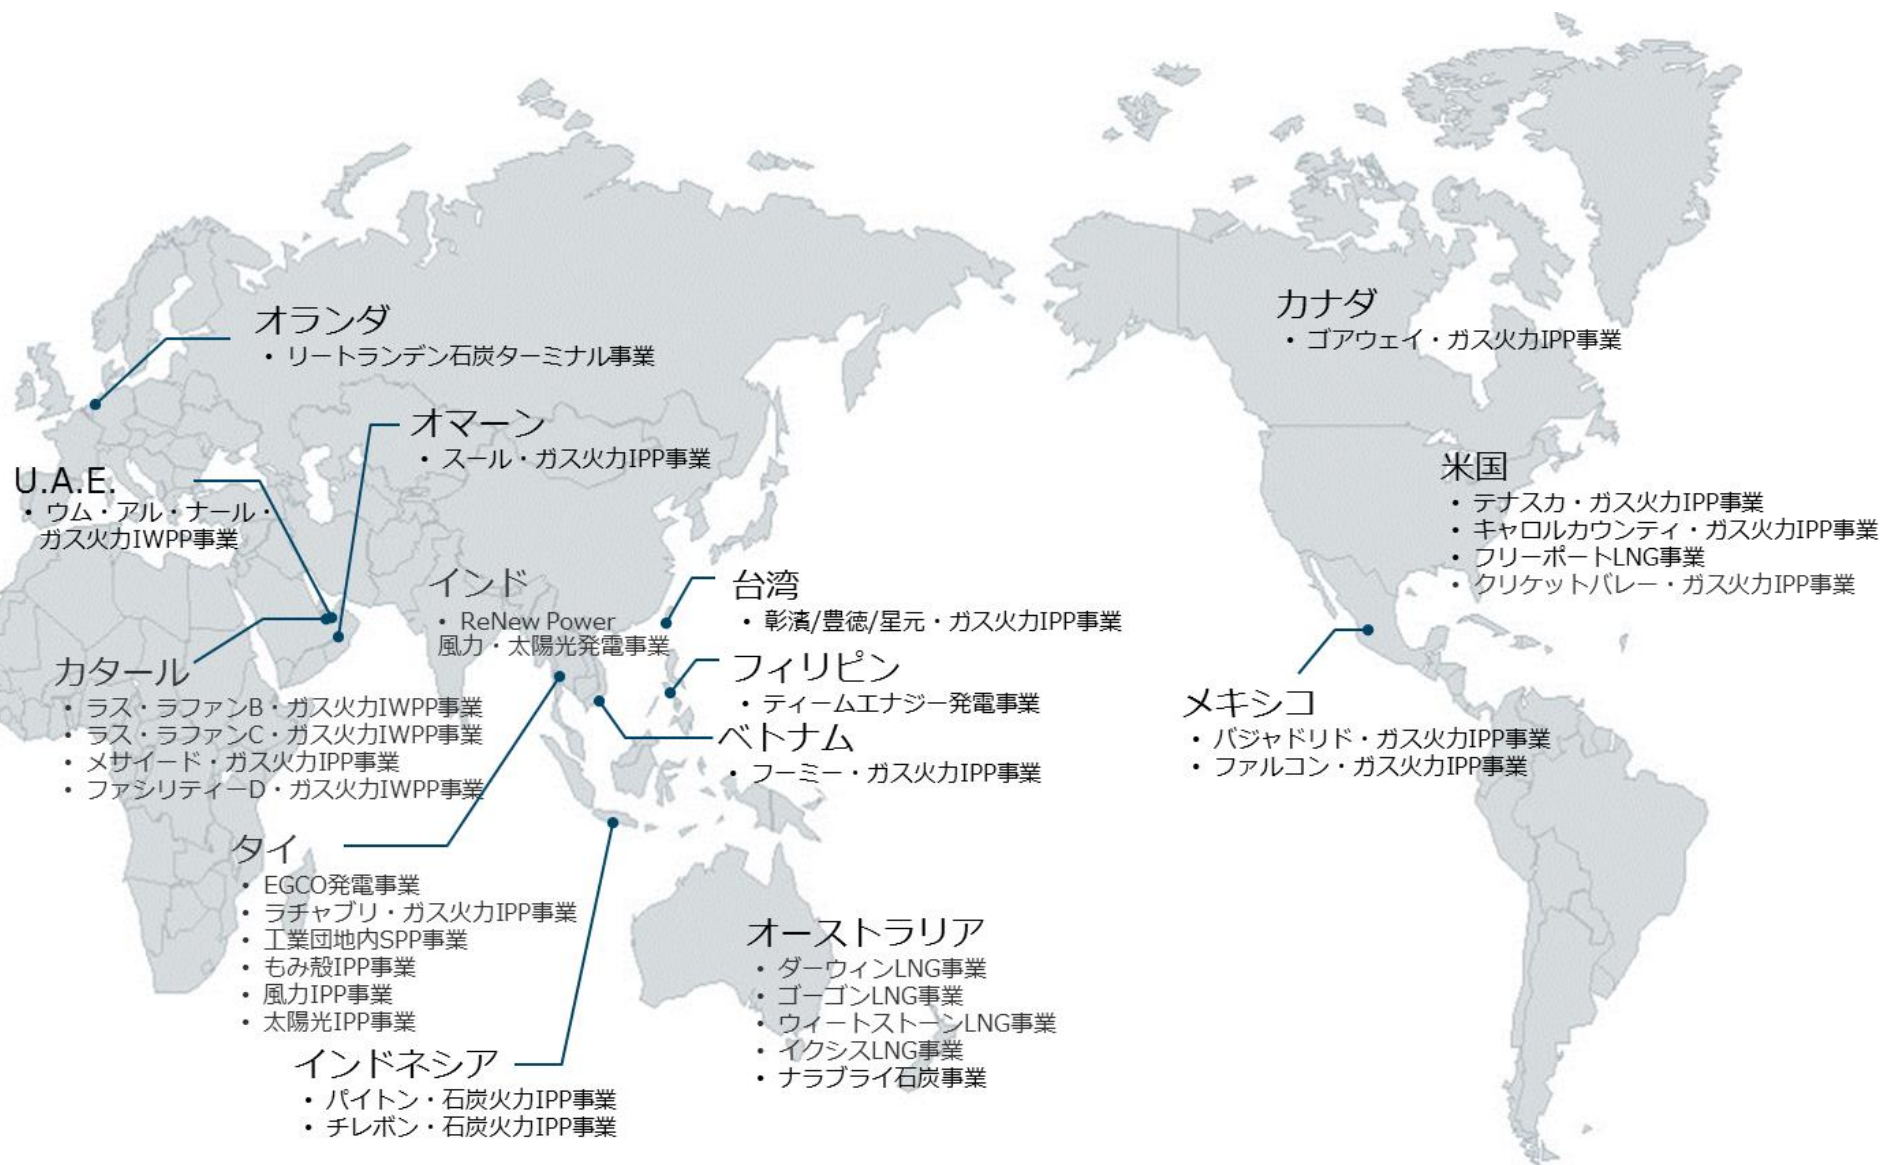 オランダ
• リートランデン石炭ターミナル事業
オマーン
• スール・ガス火力IPP事業
U.A.E.
• ウム・アル・ナール・
ガス火力IWPP事業
カタール
• ラス・ラファンB・ガス火力IWPP事業
• ラス・ラファンC・ガス火力IWPP事業
• メサイード・ガス火力IPP事業
• ファシリティーD・ガス火力IWPP事業
インド
• ReNew Power
風力・太陽光発電事業
台湾
• 彰濱/豊徳/星元・ガス火力IPP事業
フィリピン
• ティームエナジー発電事業
ベトナム
• フーミー・ガス火力IPP事業
タイ
• EGCO発電事業
• ラチャブリ・ガス火力IPP事業
• 工業団地内SPP事業
• もみ殻IPP事業
• 風力IPP事業
• 太陽光IPP事業
インドネシア
• パイトン・石炭火力IPP事業
• チレボン・石炭火力IPP事業
オーストラリア
• ダーウィンLNG事業
• ゴーゴンLNG事業
• ウィートストーンLNG事業
• イクシスLNG事業
• ナラブライ石炭事業
カナダ
• ゴアウェイ・ガス火力IPP事業
米国
• テナスカ・ガス火力IPP事業
• キャロルカウンティ・ガス火力IPP事業
• フリーポートLNG事業
• クリケットバレー・ガス火力IPP事業
メキシコ
• バジャドリド・ガス火力IPP事業
• ファルコン・ガス火力IPP事業